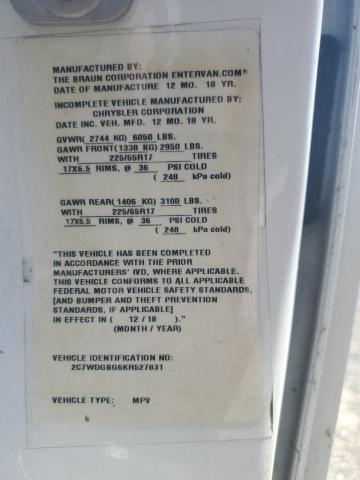 MANUFACTURED BY:
THE BRAUN CORPORATION ENTERVAN.COM®
DATE OF MANUFACTURE 12 MO. 18 YR.
INCOMPLETE VEHICLE MANUFACTURED BY:
CHRYSLER CORPORATION
DATE INC. VEH. MFD. 12 MO. 18 YR.
GVWR( 2744 KG) 6050 LBS.
GAWR FRONT(1338 KG) 2950 LBS.
WITH 225/65R17 TIRES
17X6.5 RIMS, @ 36 PSI COLD
( 248 kPa cold)
GAWR REAR(1406 KG) 3100 LBS.
WITH 225/65R17 TIRES
17X6.5 RIMS, @ 36 PSI COLD
( 248 kPa cold)
"THIS VEHICLE HAS BEEN COMPLETED
IN ACCORDANCE WITH THE PRIOR
MANUFACTURERS' IVD, WHERE APPLICABLE.
THIS VEHICLE CONFORMS TO ALL APPLICABLE
FEDERAL MOTOR VEHICLE SAFETY STANDARDS,
[AND BUMPER AND THEFT PREVENTION
STANDARDS, IF APPLICABLE]
IN EFFECT IN ( 12 / 18 )."
(MONTH / YEAR)
VEHICLE IDENTIFICATION NO:
2C7WDGBG6KR527831
VEHICLE TYPE: MPV